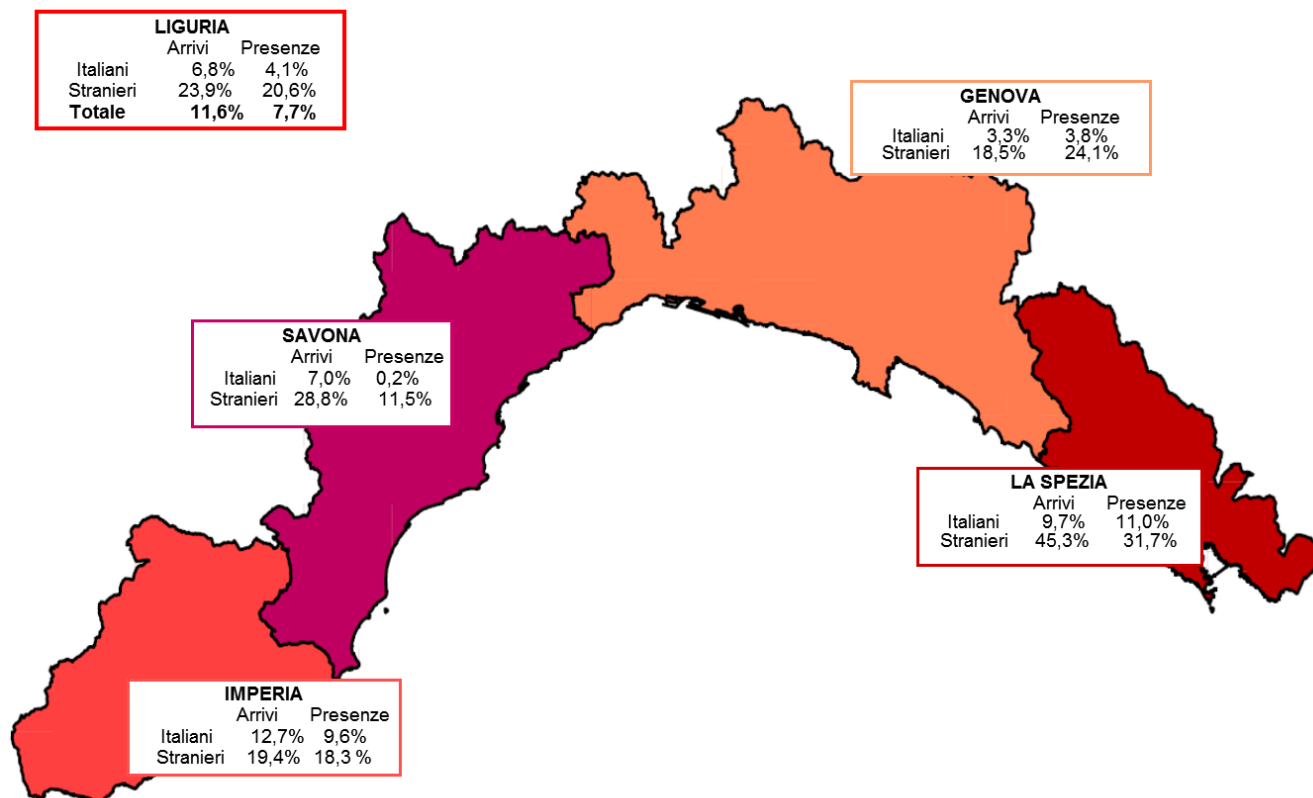 LIGURIA
Arrivi Presenze
Italiani 6,8% 4,1%
Stranieri 23,9% 20,6%
Totale 11,6% 7,7%
GENOVA
Arrivi Presenze
Italiani 3,3% 3,8%
Stranieri 18,5% 24,1%
SAVONA
Arrivi Presenze
Italiani 7,0% 0,2%
Stranieri 28,8% 11,5%
LA SPEZIA
Arrivi Presenze
Italiani 9,7% 11,0%
Stranieri 45,3% 31,7%
IMPERIA
Arrivi Presenze
Italiani 12,7% 9,6%
Stranieri 19,4% 18,3 %